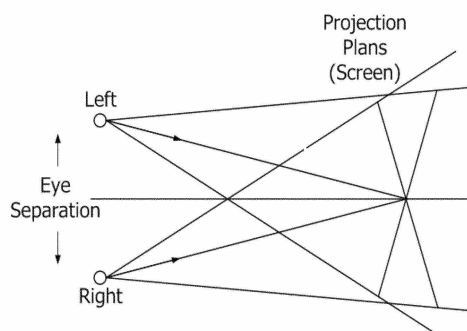 Projection
Plans
(Screen)
Left
Eye
Separation
Right